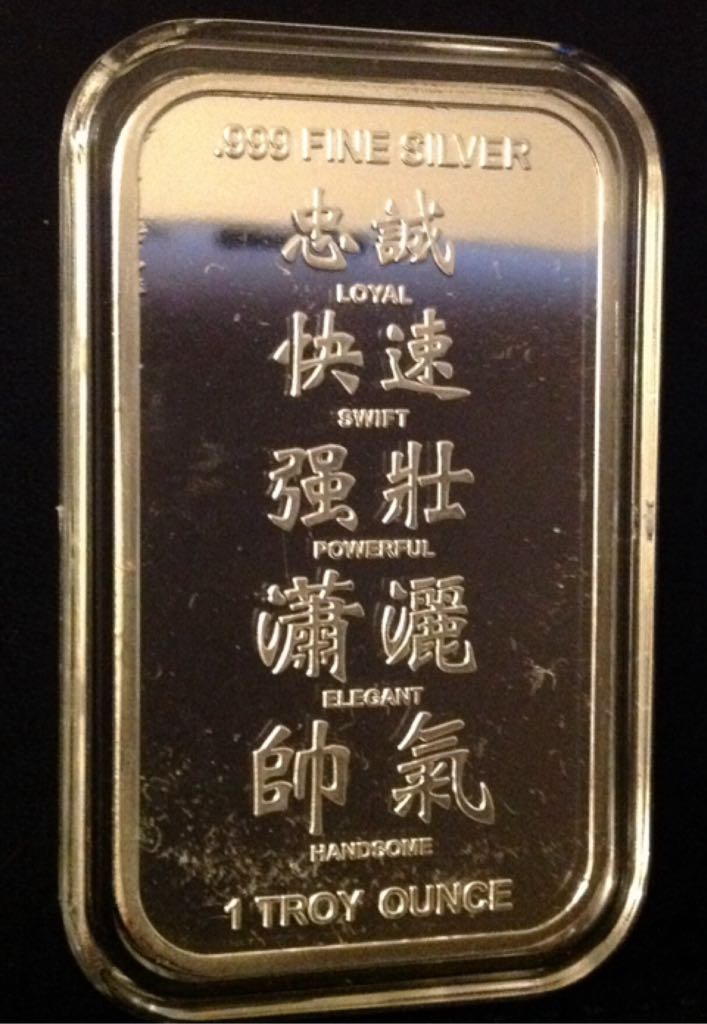 .999 FINE SILVER
忠誠
LOYAL
快速
SWIFT
强壯
POWERFUL
瀟灑
ELEGANT
帥氣
HANDSOME
1 TROY OUNCE